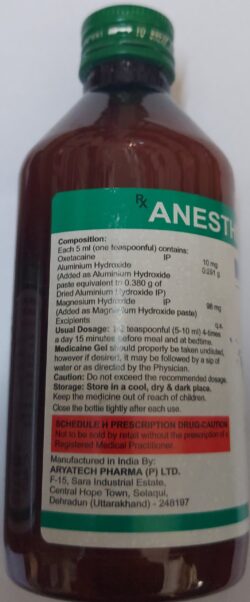 Rx ANESTH
Composition:
Each 5 ml (one teaspoonful) contains:
Oxetacaine IP 10 mg
Aluminium Hydroxide 0.291 g
(Added as Aluminium Hydroxide
paste equivalent to 0.380 g of
Dried Aluminium Hydroxide IP)
Magnesium Hydroxide IP 98 mg
(Added as Magnesium Hydroxide paste)
Excipients q.s.
Usual Dosage: 1-2 teaspoonful (5-10 ml) 4-times
a day 15 minutes before meal and at bedtime.
Medicaine Gel should properly be taken undiluted,
however if desired, it may be followed by a sip of
water or as directed by the Physician.
Caution: Do not exceed the recommended dosage.
Storage: Store in a cool, dry & dark place.
Keep the medicine out of reach of children.
Close the bottle tightly after each use.
SCHEDULE H PRESCRIPTION DRUG-CAUTION
Not to be sold by retail without the prescription of a
Registered Medical Practitioner.
Manufactured in India By:
ARYATECH PHARMA (P) LTD.
F-15, Sara Industrial Estate,
Central Hope Town, Selaqui,
Dehradun (Uttarakhand) - 248197